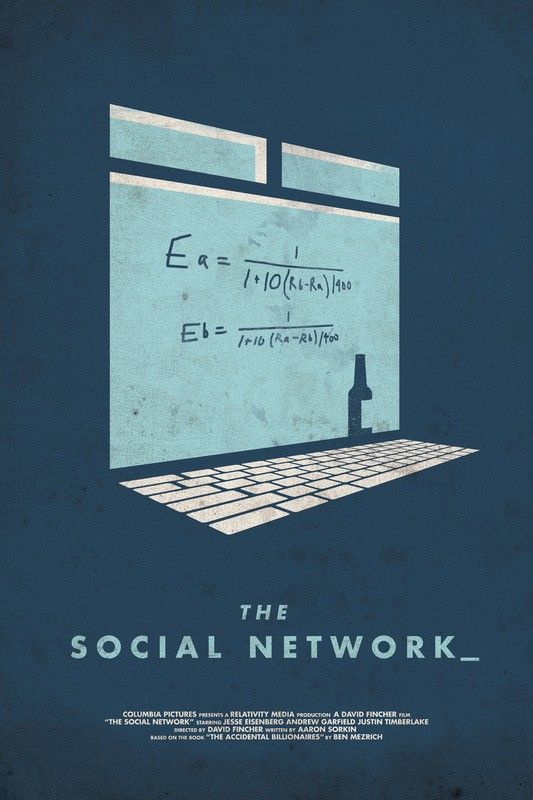 Ea = 1
1+10(Rb-Ra)/400
Eb = 1
1+10(Ra-Rb)/400
THE
SOCIAL NETWORK_
COLUMBIA PICTURES PRESENTS A RELATIVITY MEDIA PRODUCTION A DAVID FINCHER FILM
"THE SOCIAL NETWORK" STARRING JESSE EISENBERG ANDREW GARFIELD JUSTIN TIMBERLAKE
DIRECTED BY DAVID FINCHER WRITTEN BY AARON SORKIN
BASED ON THE BOOK "THE ACCIDENTAL BILLIONAIRES" BY BEN MEZRICH